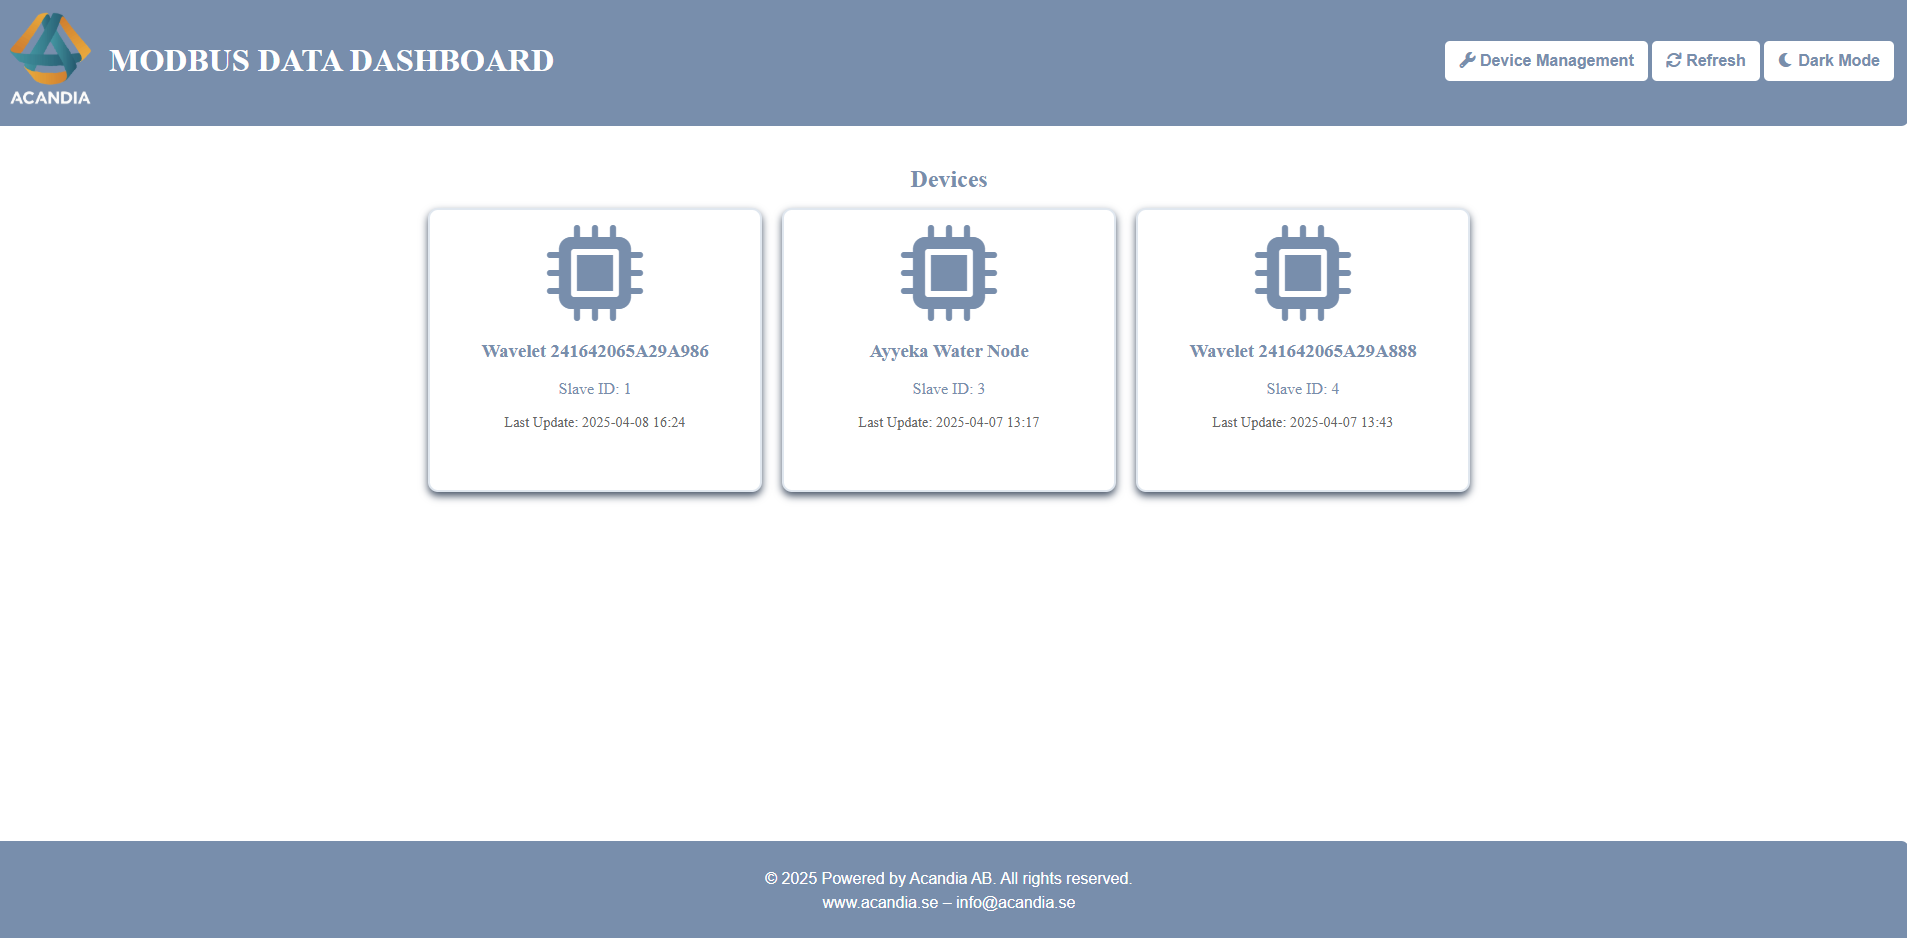 ACANDIA
MODBUS DATA DASHBOARD
Device Management
Refresh
Dark Mode
Devices
Wavelet 241642065A29A986
Slave ID: 1
Last Update: 2025-04-08 16:24
Ayyeka Water Node
Slave ID: 3
Last Update: 2025-04-07 13:17
Wavelet 241642065A29A888
Slave ID: 4
Last Update: 2025-04-07 13:43
© 2025 Powered by Acandia AB. All rights reserved.
www.acandia.se – info@acandia.se